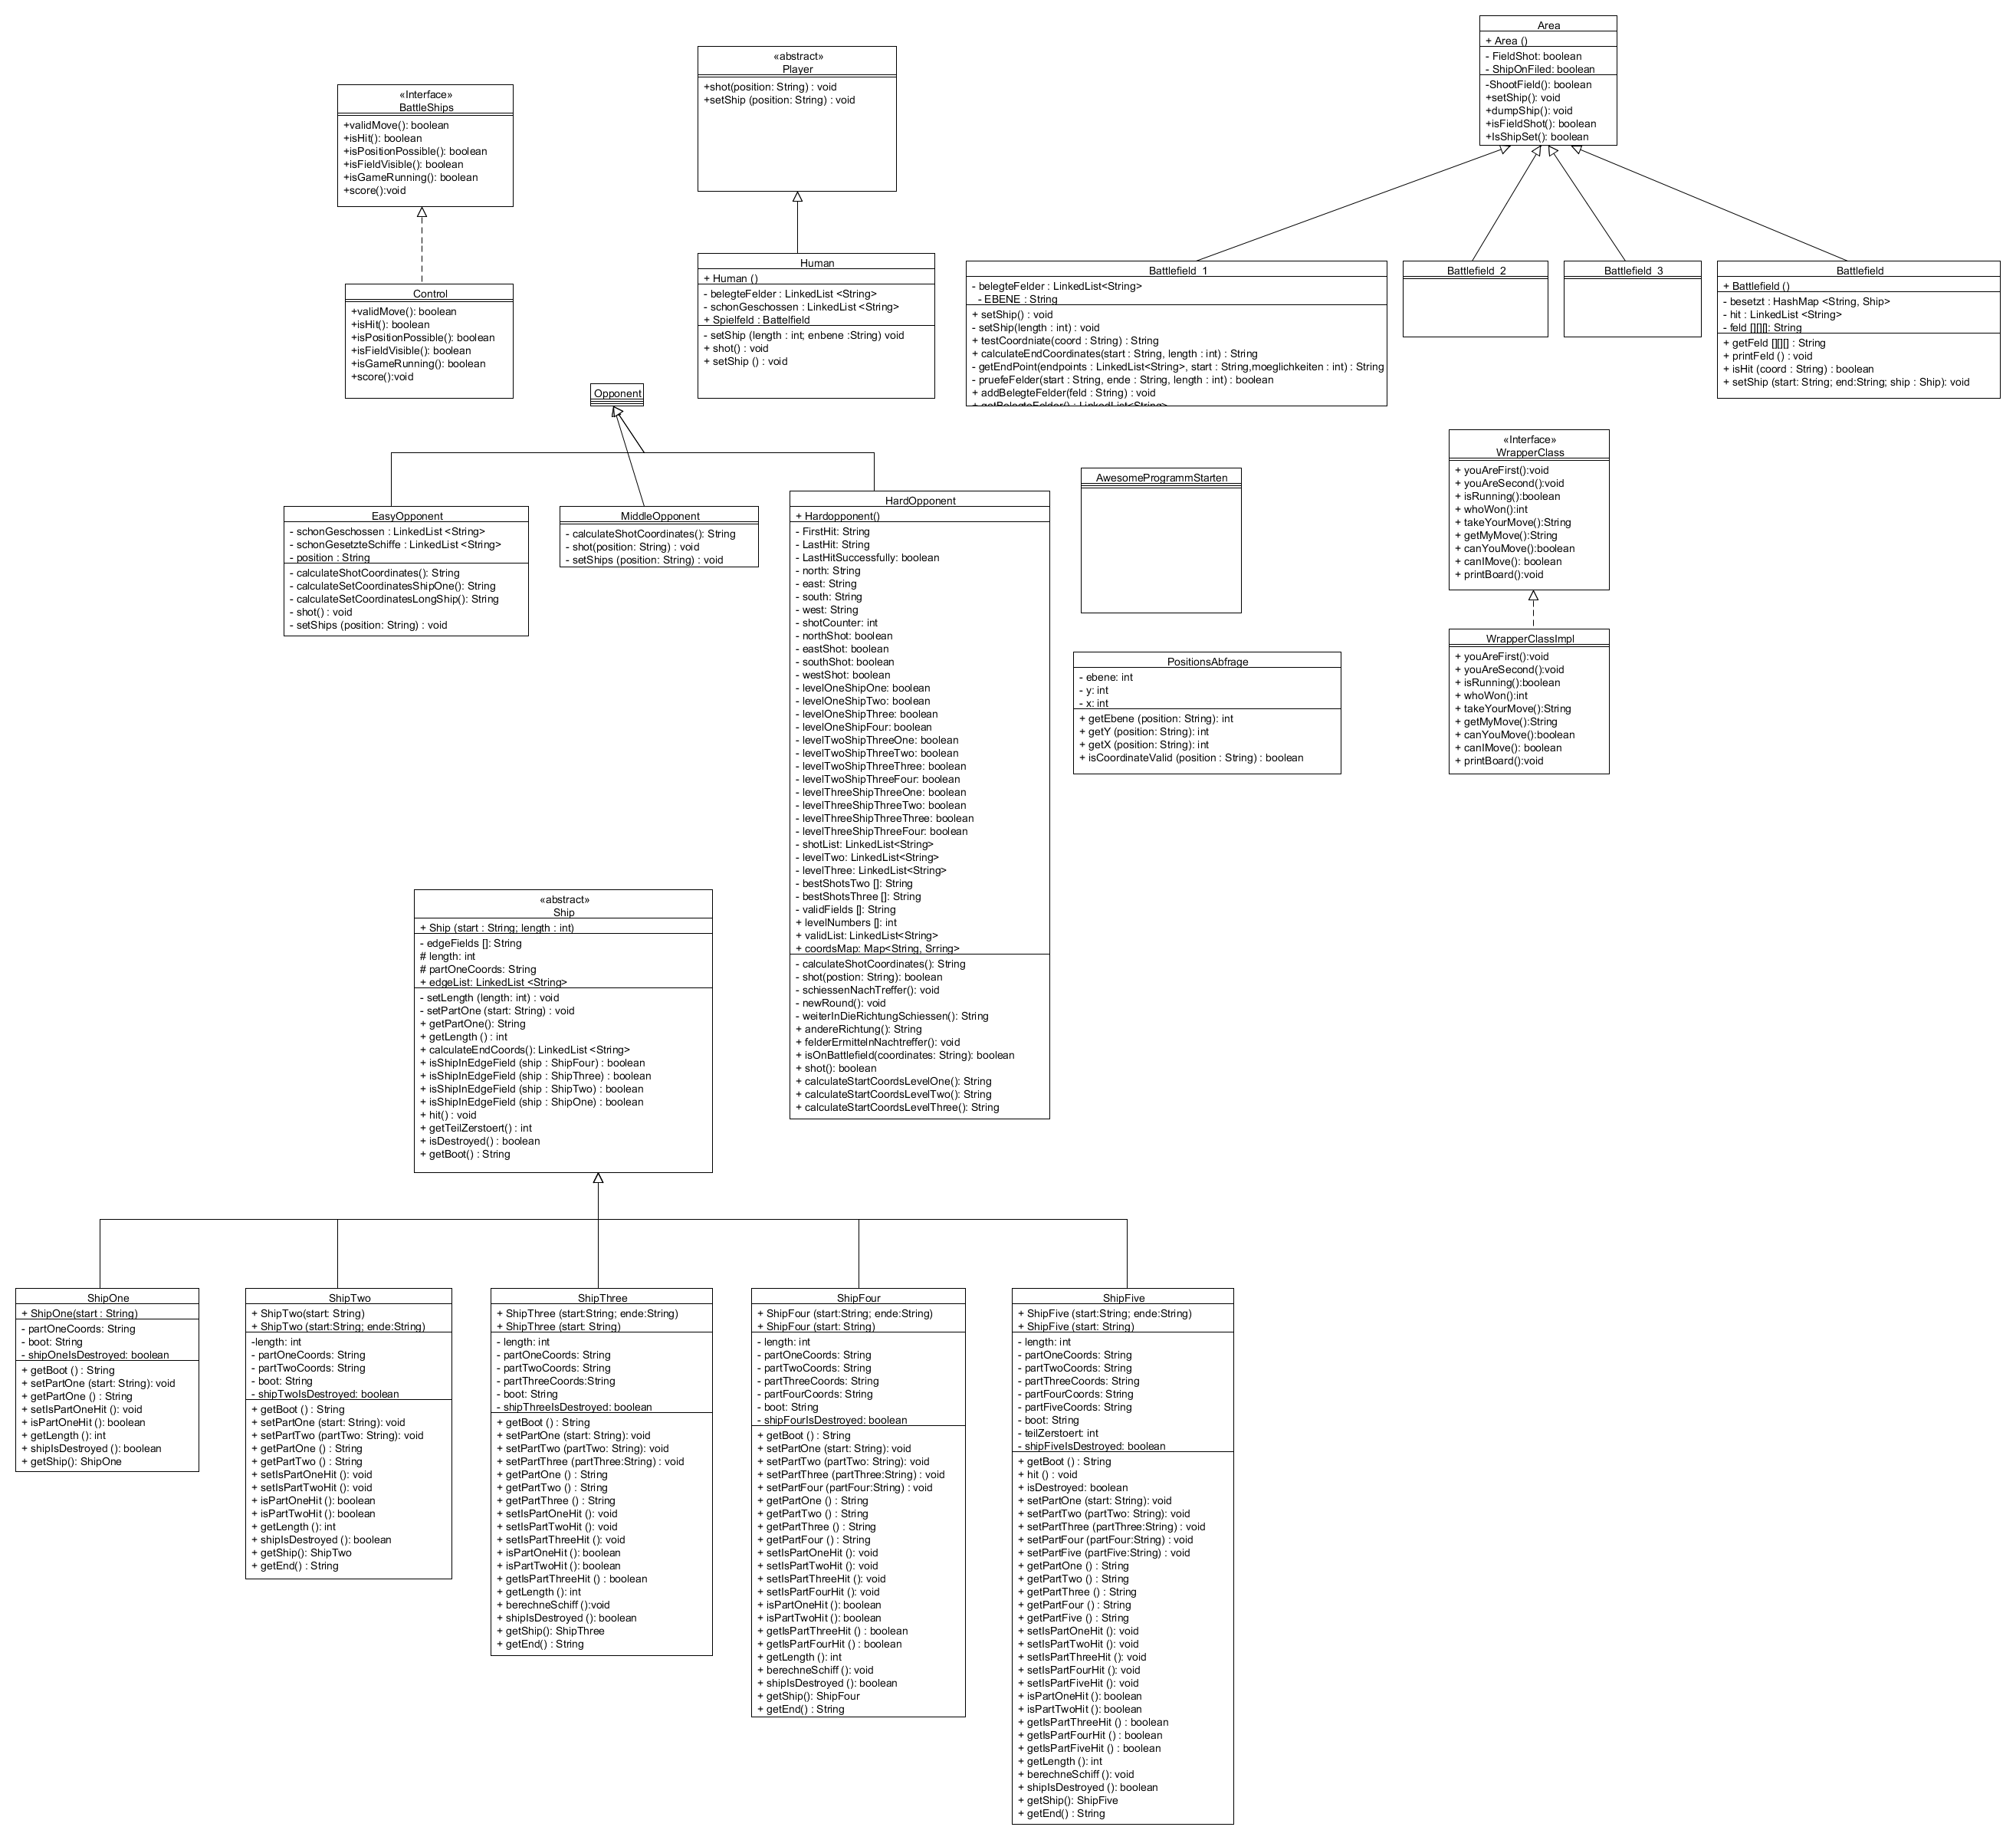 Area
+ Area ()
- FieldShot: boolean
- ShipOnFiled: boolean
-ShootField(): boolean
+setShip(): void
+dumpShip(): void
+isFieldShot(): boolean
+IsShipSet(): boolean
«abstract»
Player
+shot(position: String) : void
+setShip (position: String) : void
«Interface»
BattleShips
+validMove(): boolean
+isHit(): boolean
+isPositionPossible(): boolean
+isFieldVisible(): boolean
+isGameRunning(): boolean
+score():void
Control
+validMove(): boolean
+isHit(): boolean
+isPositionPossible(): boolean
+isFieldVisible(): boolean
+isGameRunning(): boolean
+score():void
Human
+ Human ()
- belegteFelder : LinkedList <String>
- schonGeschossen : LinkedList <String>
+ Spielfeld : Battelfield
- setShip (length : int; enbene :String) void
+ shot() : void
+ setShip () : void
Battlefield_1
- belegteFelder : LinkedList<String>
- EBENE : String
+ setShip() : void
- setShip(length : int) : void
+ testCoordniate(coord : String) : String
+ calculateEndCoordinates(start : String, length : int) : String
- getEndPoint(endpoints : LinkedList<String>, start : String,moeglichkeiten : int) : String
- pruefeFelder(start : String, ende : String, length : int) : boolean
+ addBelegteFelder(feld : String) : void
+ getBelegteFelder() : LinkedList<String>
Battlefield_2
Battlefield_3
Battlefield
+ Battlefield ()
- besetzt : HashMap <String, Ship>
- hit : LinkedList <String>
- feld [][][]: String
+ getFeld [][][] : String
+ printFeld () : void
+ isHit (coord : String) : boolean
+ setShip (start: String; end:String; ship : Ship): void
Opponent
EasyOpponent
- schonGeschossen : LinkedList <String>
- schonGesetzteSchiffe : LinkedList <String>
- position : String
- calculateShotCoordinates(): String
- calculateSetCoordinatesShipOne(): String
- calculateSetCoordinatesLongShip(): String
- shot() : void
- setShips (position: String) : void
MiddleOpponent
- calculateShotCoordinates(): String
- shot(position: String) : void
- setShips (position: String) : void
HardOpponent
+ Hardopponent()
- FirstHit: String
- LastHit: String
- LastHitSuccessfully: boolean
- north: String
- east: String
- south: String
- west: String
- shotCounter: int
- northShot: boolean
- eastShot: boolean
- southShot: boolean
- westShot: boolean
- levelOneShipOne: boolean
- levelOneShipTwo: boolean
- levelOneShipThree: boolean
- levelOneShipFour: boolean
- levelTwoShipThreeOne: boolean
- levelTwoShipThreeTwo: boolean
- levelTwoShipThreeThree: boolean
- levelTwoShipThreeFour: boolean
- levelThreeShipThreeOne: boolean
- levelThreeShipThreeTwo: boolean
- levelThreeShipThreeThree: boolean
- levelThreeShipThreeFour: boolean
- shotList: LinkedList<String>
- levelTwo: LinkedList<String>
- levelThree: LinkedList<String>
- bestShotsTwo []: String
- bestShotsThree []: String
- validFields []: String
+ levelNumbers []: int
+ validList: LinkedList<String>
+ coordsMap: Map<String, Srring>
- calculateShotCoordinates(): String
- shot(postion: String): boolean
- schiessenNachTreffer(): void
- newRound(): void
- weiterInDieRichtungSchiessen(): String
+ andereRichtung(): String
+ felderErmittelnNachtreffer(): void
+ isOnBattlefield(coordinates: String): boolean
+ shot(): boolean
+ calculateStartCoordsLevelOne(): String
+ calculateStartCoordsLevelTwo(): String
+ calculateStartCoordsLevelThree(): String
AwesomeProgrammStarten
PositionsAbfrage
- ebene: int
- y: int
- x: int
+ getEbene (position: String): int
+ getY (position: String): int
+ getX (position: String): int
+ isCoordinateValid (position : String) : boolean
«Interface»
WrapperClass
+ youAreFirst():void
+ youAreSecond():void
+ isRunning():boolean
+ whoWon():int
+ takeYourMove():String
+ getMyMove():String
+ canYouMove():boolean
+ canIMove(): boolean
+ printBoard():void
WrapperClassImpl
+ youAreFirst():void
+ youAreSecond():void
+ isRunning():boolean
+ whoWon():int
+ takeYourMove():String
+ getMyMove():String
+ canYouMove():boolean
+ canIMove(): boolean
+ printBoard():void
«abstract»
Ship
+ Ship (start : String; length : int)
- edgeFields []: String
# length: int
# partOneCoords: String
+ edgeList: LinkedList <String>
- setLength (length: int) : void
- setPartOne (start: String) : void
+ getPartOne(): String
+ getLength () : int
+ calculateEndCoords(): LinkedList <String>
+ isShipInEdgeField (ship : ShipFour) : boolean
+ isShipInEdgeField (ship : ShipThree) : boolean
+ isShipInEdgeField (ship : ShipTwo) : boolean
+ isShipInEdgeField (ship : ShipOne) : boolean
+ hit() : void
+ getTeilZerstoert() : int
+ isDestroyed() : boolean
+ getBoot() : String
ShipOne
+ ShipOne(start : String)
- partOneCoords: String
- boot: String
- shipOneIsDestroyed: boolean
+ getBoot () : String
+ setPartOne (start: String): void
+ getPartOne () : String
+ setIsPartOneHit (): void
+ isPartOneHit (): boolean
+ getLength (): int
+ shipIsDestroyed (): boolean
+ getShip(): ShipOne
ShipTwo
+ ShipTwo(start: String)
+ ShipTwo (start:String; ende:String)
-length: int
- partOneCoords: String
- partTwoCoords: String
- boot: String
- shipTwoIsDestroyed: boolean
+ getBoot () : String
+ setPartOne (start: String): void
+ setPartTwo (partTwo: String): void
+ getPartOne () : String
+ getPartTwo () : String
+ setIsPartOneHit (): void
+ setIsPartTwoHit (): void
+ isPartOneHit (): boolean
+ isPartTwoHit (): boolean
+ getLength (): int
+ shipIsDestroyed (): boolean
+ getShip(): ShipTwo
+ getEnd() : String
ShipThree
+ ShipThree (start:String; ende:String)
+ ShipThree (start: String)
- length: int
- partOneCoords: String
- partTwoCoords: String
- partThreeCoords:String
- boot: String
- shipThreeIsDestroyed: boolean
+ getBoot () : String
+ setPartOne (start: String): void
+ setPartTwo (partTwo: String): void
+ setPartThree (partThree:String) : void
+ getPartOne () : String
+ getPartTwo () : String
+ getPartThree () : String
+ setIsPartOneHit (): void
+ setIsPartTwoHit (): void
+ setIsPartThreeHit (): void
+ isPartOneHit (): boolean
+ isPartTwoHit (): boolean
+ getIsPartThreeHit () : boolean
+ getLength (): int
+ berechneSchiff ():void
+ shipIsDestroyed (): boolean
+ getShip(): ShipThree
+ getEnd() : String
ShipFour
+ ShipFour (start:String; ende:String)
+ ShipFour (start: String)
- length: int
- partOneCoords: String
- partTwoCoords: String
- partThreeCoords: String
- partFourCoords: String
- boot: String
- shipFourIsDestroyed: boolean
+ getBoot () : String
+ setPartOne (start: String): void
+ setPartTwo (partTwo: String): void
+ setPartThree (partThree:String) : void
+ setPartFour (partFour:String) : void
+ getPartOne () : String
+ getPartTwo () : String
+ getPartThree () : String
+ getPartFour () : String
+ setIsPartOneHit (): void
+ setIsPartTwoHit (): void
+ setIsPartThreeHit (): void
+ setIsPartFourHit (): void
+ isPartOneHit (): boolean
+ isPartTwoHit (): boolean
+ getIsPartThreeHit () : boolean
+ getIsPartFourHit () : boolean
+ getLength (): int
+ berechneSchiff (): void
+ shipIsDestroyed (): boolean
+ getShip(): ShipFour
+ getEnd() : String
ShipFive
+ ShipFive (start:String; ende:String)
+ ShipFive (start: String)
- length: int
- partOneCoords: String
- partTwoCoords: String
- partThreeCoords: String
- partFourCoords: String
- partFiveCoords: String
- boot: String
- teilZerstoert: int
- shipFiveIsDestroyed: boolean
+ getBoot () : String
+ hit () : void
+ isDestroyed: boolean
+ setPartOne (start: String): void
+ setPartTwo (partTwo: String): void
+ setPartThree (partThree:String) : void
+ setPartFour (partFour:String) : void
+ setPartFive (partFive:String) : void
+ getPartOne () : String
+ getPartTwo () : String
+ getPartThree () : String
+ getPartFour () : String
+ getPartFive () : String
+ setIsPartOneHit (): void
+ setIsPartTwoHit (): void
+ setIsPartThreeHit (): void
+ setIsPartFourHit (): void
+ setIsPartFiveHit (): void
+ isPartOneHit (): boolean
+ isPartTwoHit (): boolean
+ getIsPartThreeHit () : boolean
+ getIsPartFourHit () : boolean
+ getIsPartFiveHit () : boolean
+ getLength (): int
+ berechneSchiff (): void
+ shipIsDestroyed (): boolean
+ getShip(): ShipFive
+ getEnd() : String